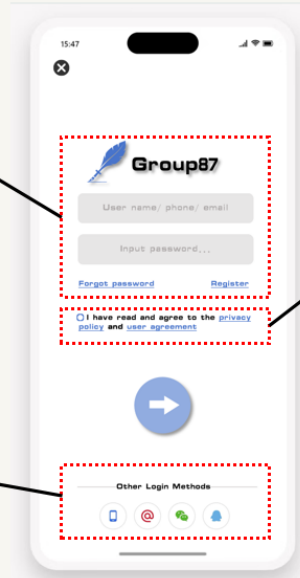 15:47
Group87
User name/ phone/ email
Input password...
Forgot password Register
I have read and agree to the privacy
policy and user agreement
Other Login Methods